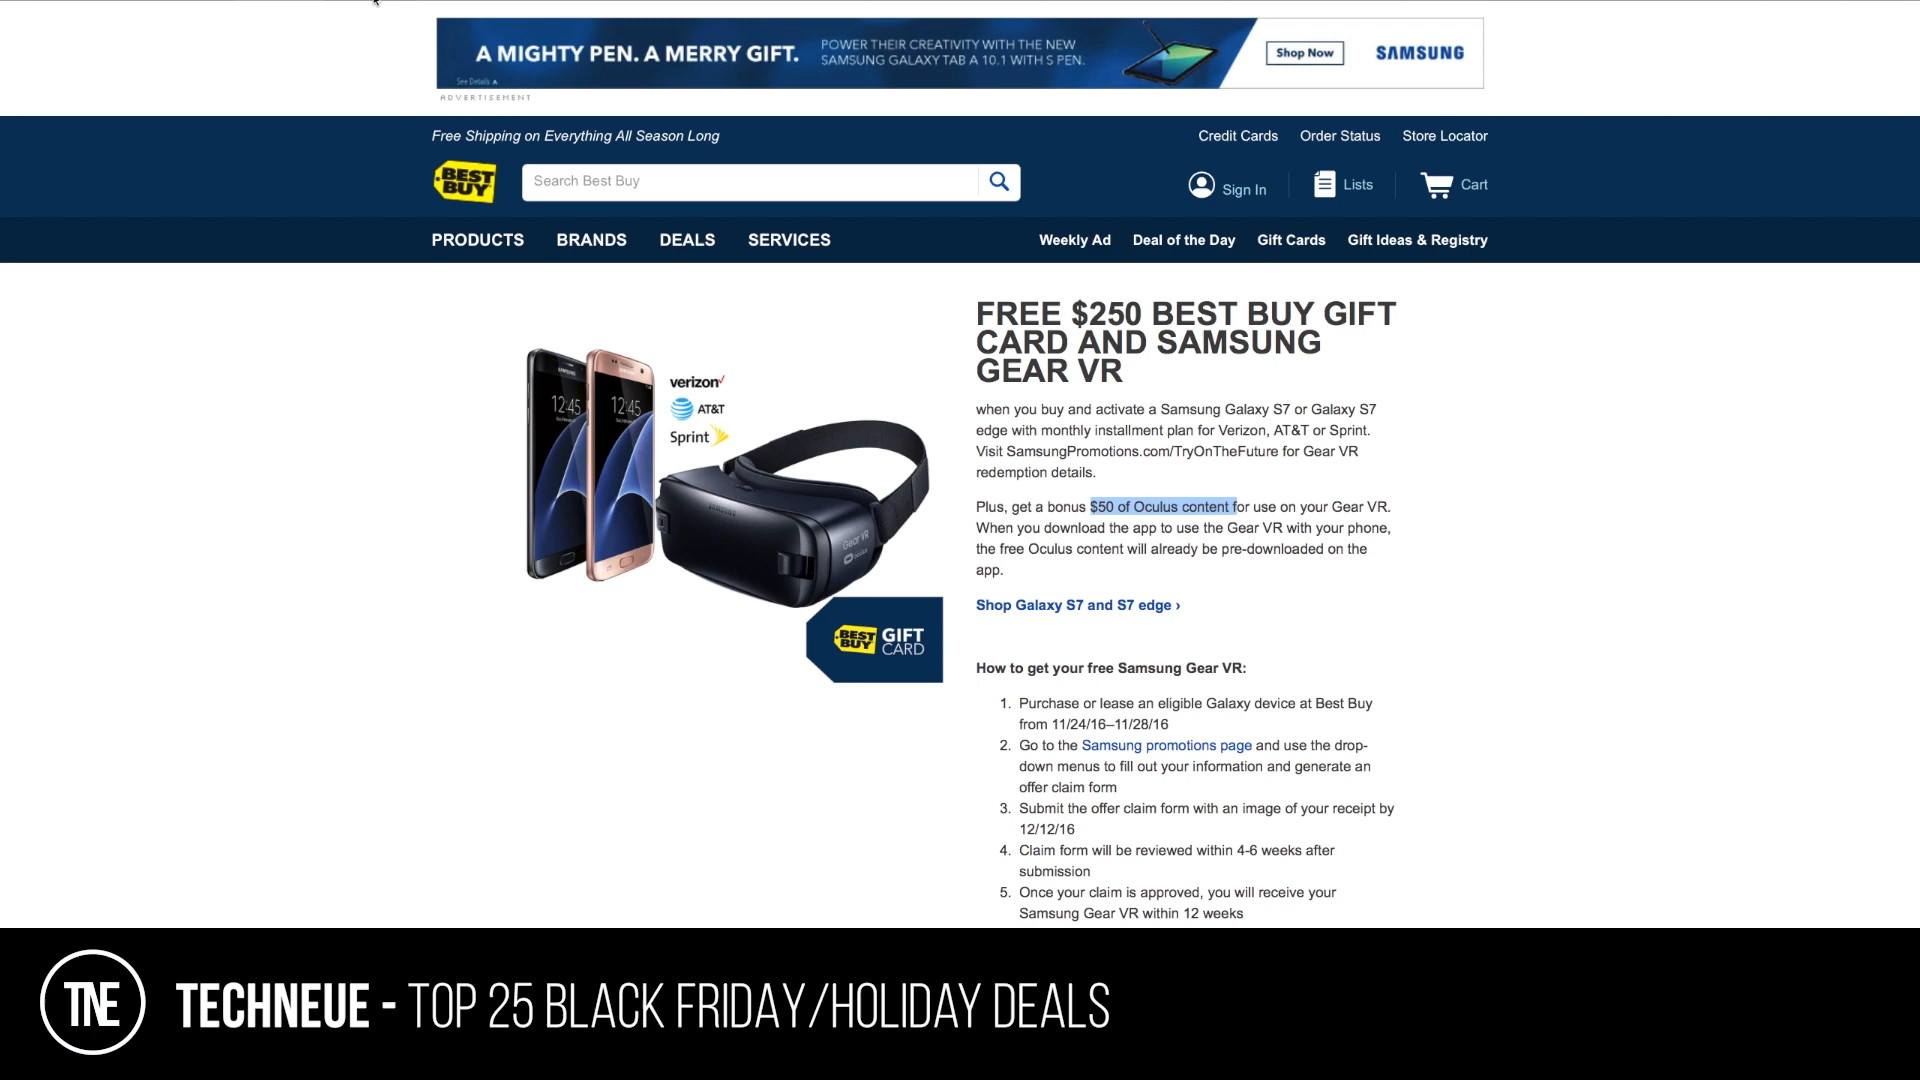 A MIGHTY PEN. A MERRY GIFT.
POWER THEIR CREATIVITY WITH THE NEW
SAMSUNG GALAXY TAB A 10.1 WITH S PEN.
Shop Now
SAMSUNG
See Details
ADVERTISEMENT
Free Shipping on Everything All Season Long
Credit Cards Order Status Store Locator
BEST BUY
Search Best Buy
Sign In Lists Cart
PRODUCTS BRANDS DEALS SERVICES
Weekly Ad Deal of the Day Gift Cards Gift Ideas & Registry
SAMSUNG SAMSUNG
12:45 12:45
verizon
AT&T
Sprint
SAMSUNG
Gear VR
oculus
BEST BUY GIFT CARD
FREE $250 BEST BUY GIFT
CARD AND SAMSUNG
GEAR VR
when you buy and activate a Samsung Galaxy S7 or Galaxy S7
edge with monthly installment plan for Verizon, AT&T or Sprint.
Visit SamsungPromotions.com/TryOnTheFuture for Gear VR
redemption details.
Plus, get a bonus $50 of Oculus content for use on your Gear VR.
When you download the app to use the Gear VR with your phone,
the free Oculus content will already be pre-downloaded on the
app.
Shop Galaxy S7 and S7 edge ›
How to get your free Samsung Gear VR:
1. Purchase or lease an eligible Galaxy device at Best Buy
from 11/24/16–11/28/16
2. Go to the Samsung promotions page and use the drop-
down menus to fill out your information and generate an
offer claim form
3. Submit the offer claim form with an image of your receipt by
12/12/16
4. Claim form will be reviewed within 4-6 weeks after
submission
5. Once your claim is approved, you will receive your
Samsung Gear VR within 12 weeks
TNE
TECHNEUE - TOP 25 BLACK FRIDAY/HOLIDAY DEALS